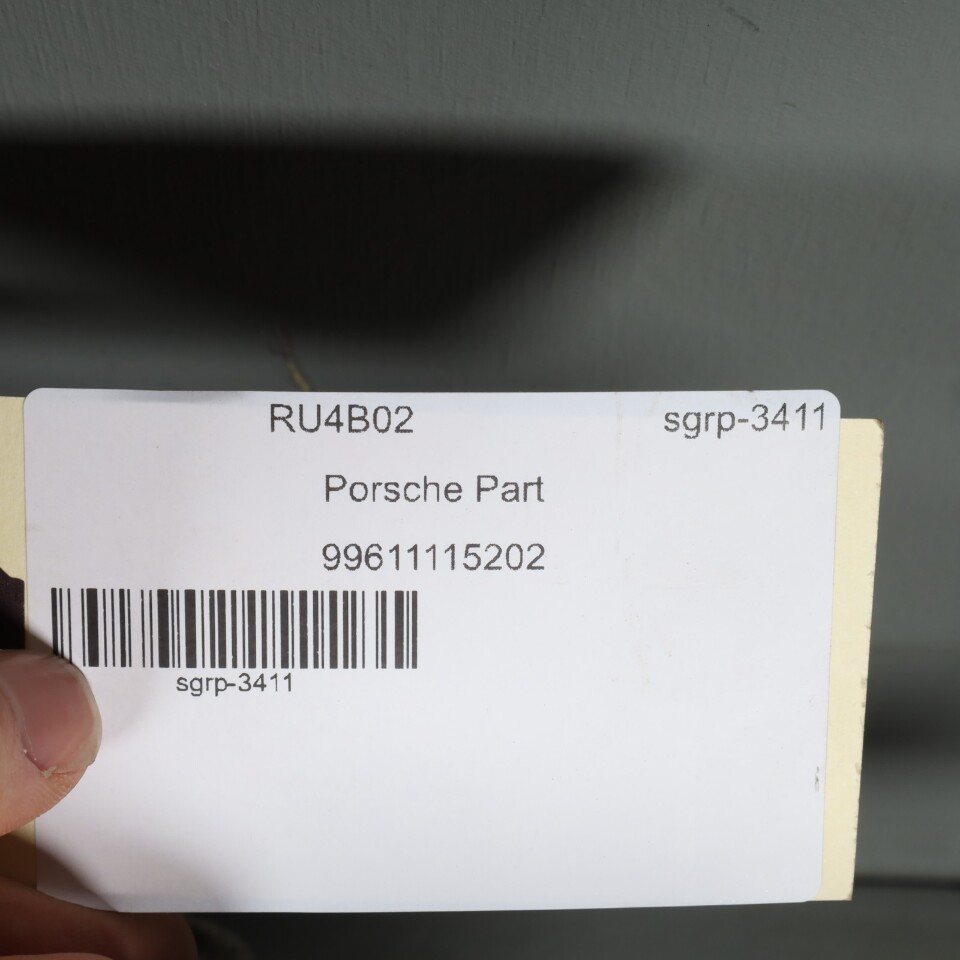 RU4B02 sgrp-3411
Porsche Part
99611115202
sgrp-3411